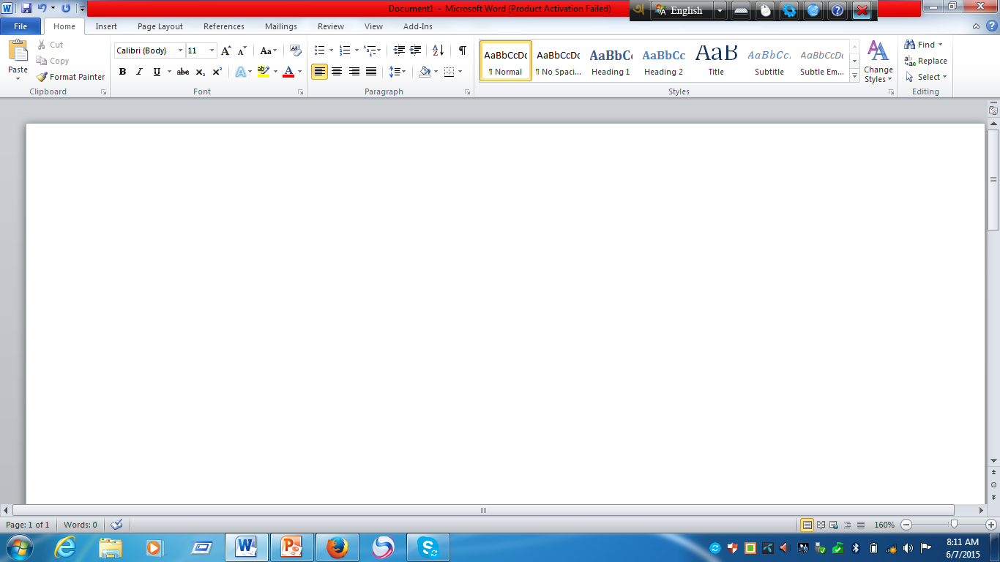 Document1 - Microsoft Word (Product Activation Failed)
English
File Home Insert Page Layout References Mailings Review View Add-Ins
Paste
Cut
Copy
Format Painter
Clipboard
Calibri (Body) 11
Font
Paragraph
AaBbCcDc AaBbCcDc AaBbCc AaBbCc AaB AaBbCc. AaBbCcDc
¶ Normal ¶ No Spaci... Heading 1 Heading 2 Title Subtitle Subtle Em...
Change
Styles
Styles
Find
Replace
Select
Editing
Page: 1 of 1 Words: 0 160%
8:11 AM
6/7/2015